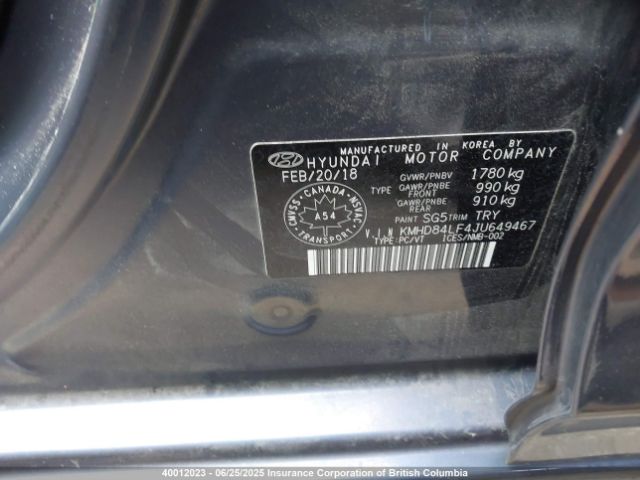 MANUFACTURED IN KOREA BY
HYUNDAI MOTOR COMPANY
FEB/20/18 GVWR/PNBV 1780 kg
TYPE GAWR/PNBE FRONT 990 kg
GAWR/PNBE REAR 910 kg
PAINT SG5 TRIM TRY
V.I.N KMHD84LF4JU649467
TYPE:PC/VT ICES/NMB-002
CMVSS · CANADA · NSVAC
A54
TRANSPORT
40012023 - 06/25/2025 Insurance Corporation of British Columbia